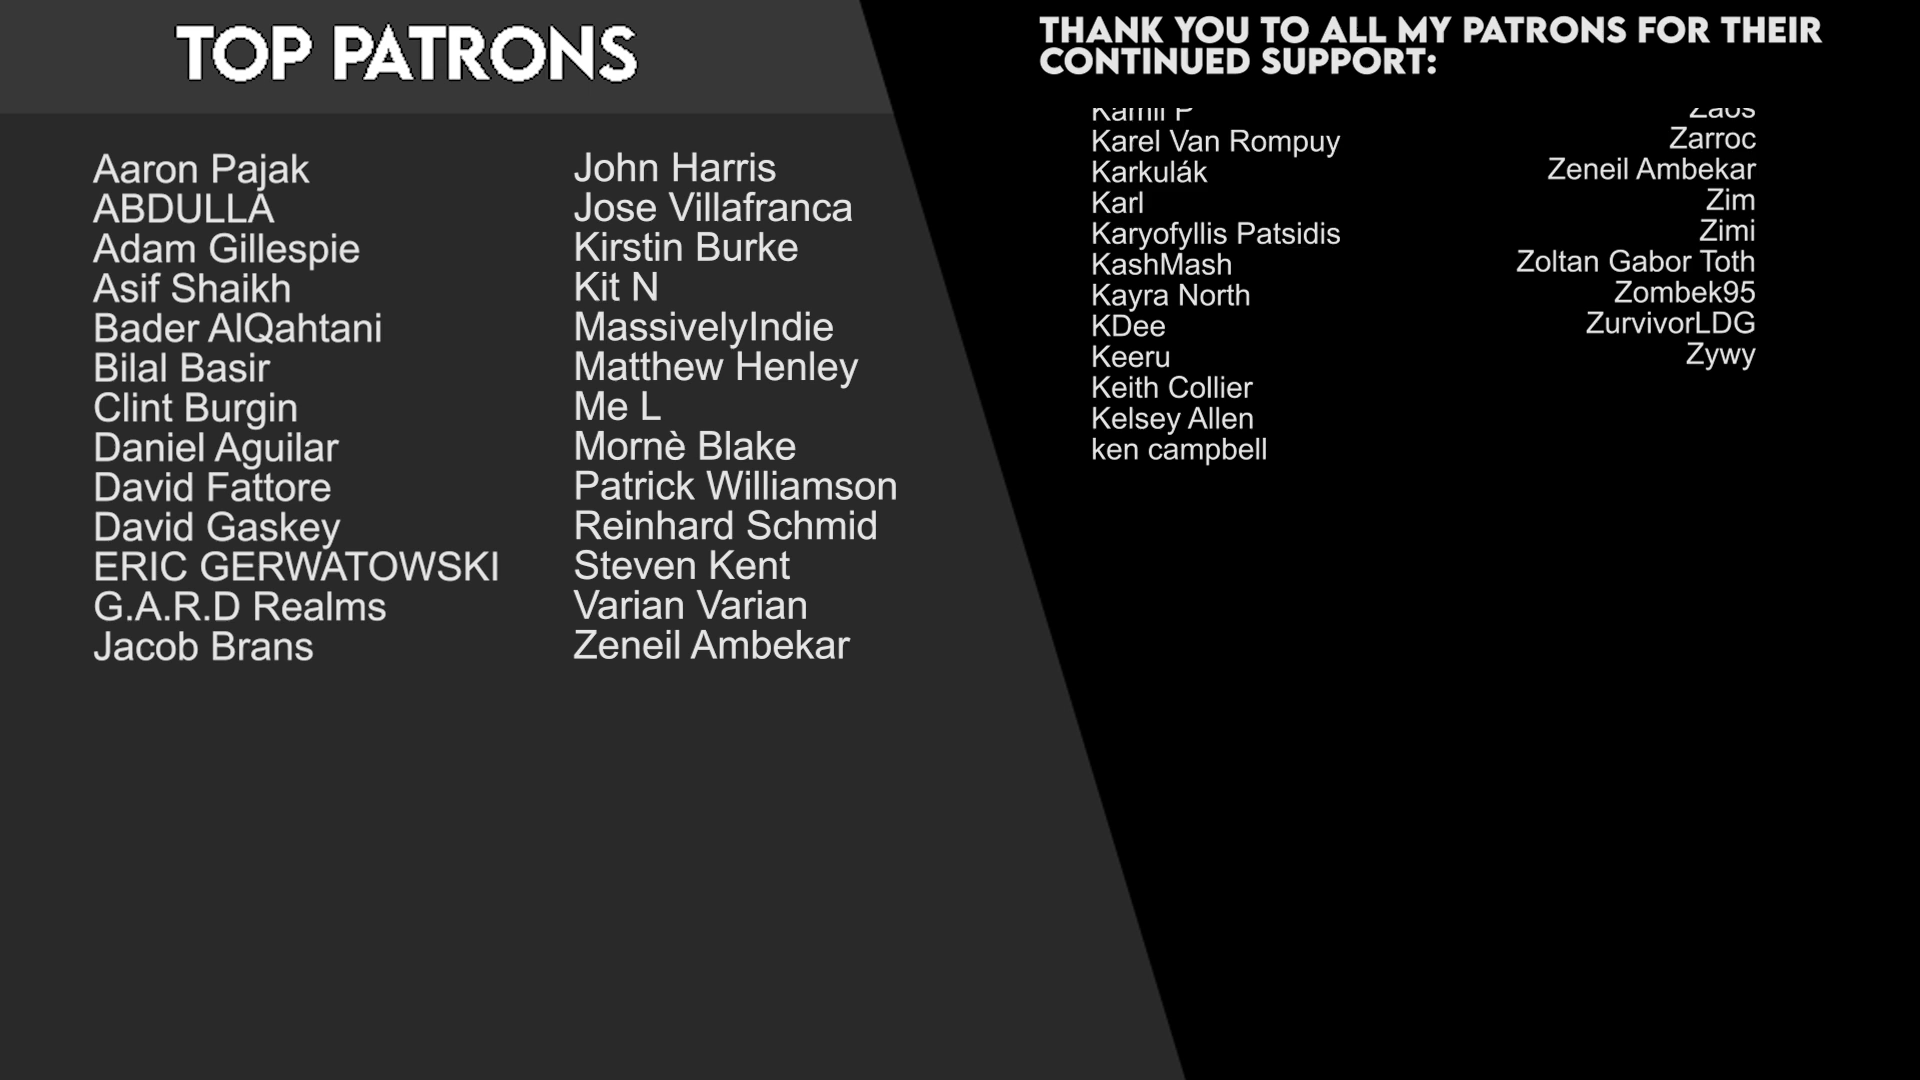 TOP PATRONS
Aaron Pajak
ABDULLA
Adam Gillespie
Asif Shaikh
Bader AlQahtani
Bilal Basir
Clint Burgin
Daniel Aguilar
David Fattore
David Gaskey
ERIC GERWATOWSKI
G.A.R.D Realms
Jacob Brans
John Harris
Jose Villafranca
Kirstin Burke
Kit N
MassivelyIndie
Matthew Henley
Me L
Mornè Blake
Patrick Williamson
Reinhard Schmid
Steven Kent
Varian Varian
Zeneil Ambekar
THANK YOU TO ALL MY PATRONS FOR THEIR
CONTINUED SUPPORT:
Kamil P
Karel Van Rompuy
Karkulák
Karl
Karyofyllis Patsidis
KashMash
Kayra North
KDee
Keeru
Keith Collier
Kelsey Allen
ken campbell
Zaos
Zarroc
Zeneil Ambekar
Zim
Zimi
Zoltan Gabor Toth
Zombek95
ZurvivorLDG
Zywy